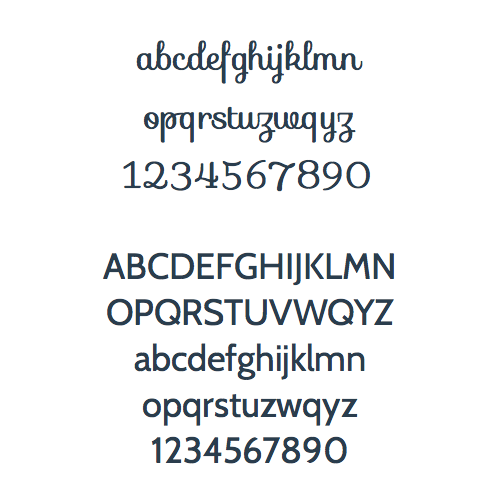 abcdefghijklmn
opqrstuzwqyz
1234567890
ABCDEFGHIJKLMN
OPQRSTUVWQYZ
abcdefghijklmn
opqrstuzwqyz
1234567890